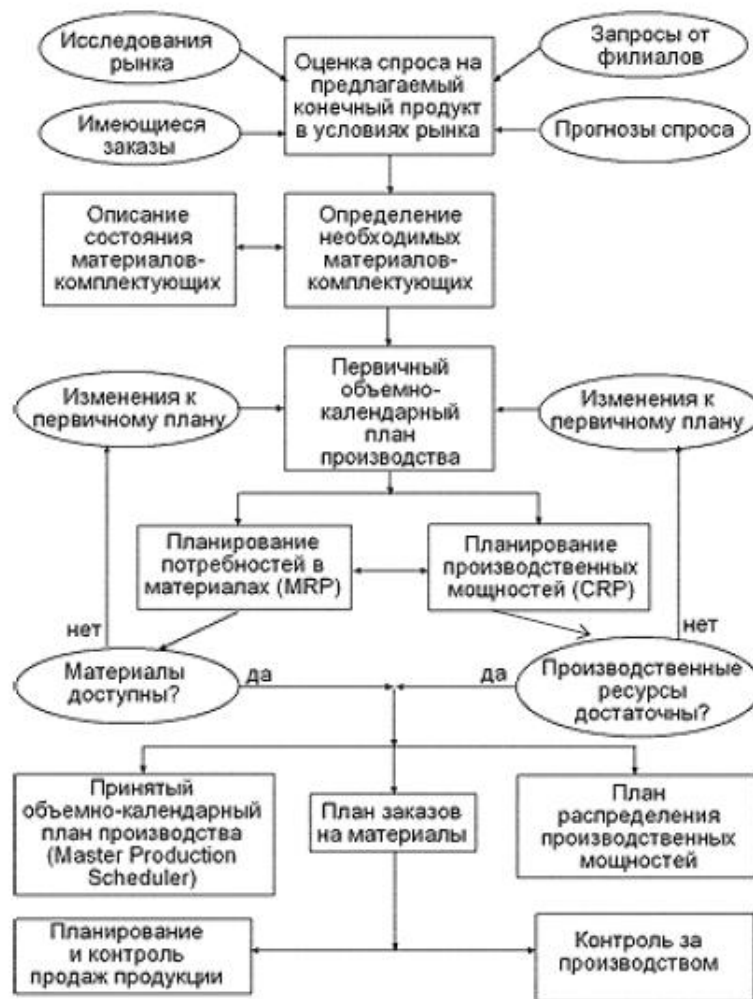 Исследования
рынка
Оценка спроса на
предлагаемый
конечный продукт
в условиях рынка
Запросы от
филиалов
Имеющиеся
заказы
Прогнозы спроса
Описание
состояния
материалов-
комплектующих
Определение
необходимых
материалов-
комплектующих
Изменения к
первичному плану
Первичный
объемно-
календарный
план
производства
Изменения к
первичному плану
Планирование
потребностей в
материалах (MRP)
Планирование
производственных
мощностей (CRP)
нет
нет
Материалы
доступны?
да
да
Производственные
ресурсы
достаточны?
Принятый
объемно-календарный
план производства
(Master Production
Scheduler)
План заказов
на материалы
План
распределения
производственных
мощностей
Планирование
и контроль
продаж продукции
Контроль за
производством